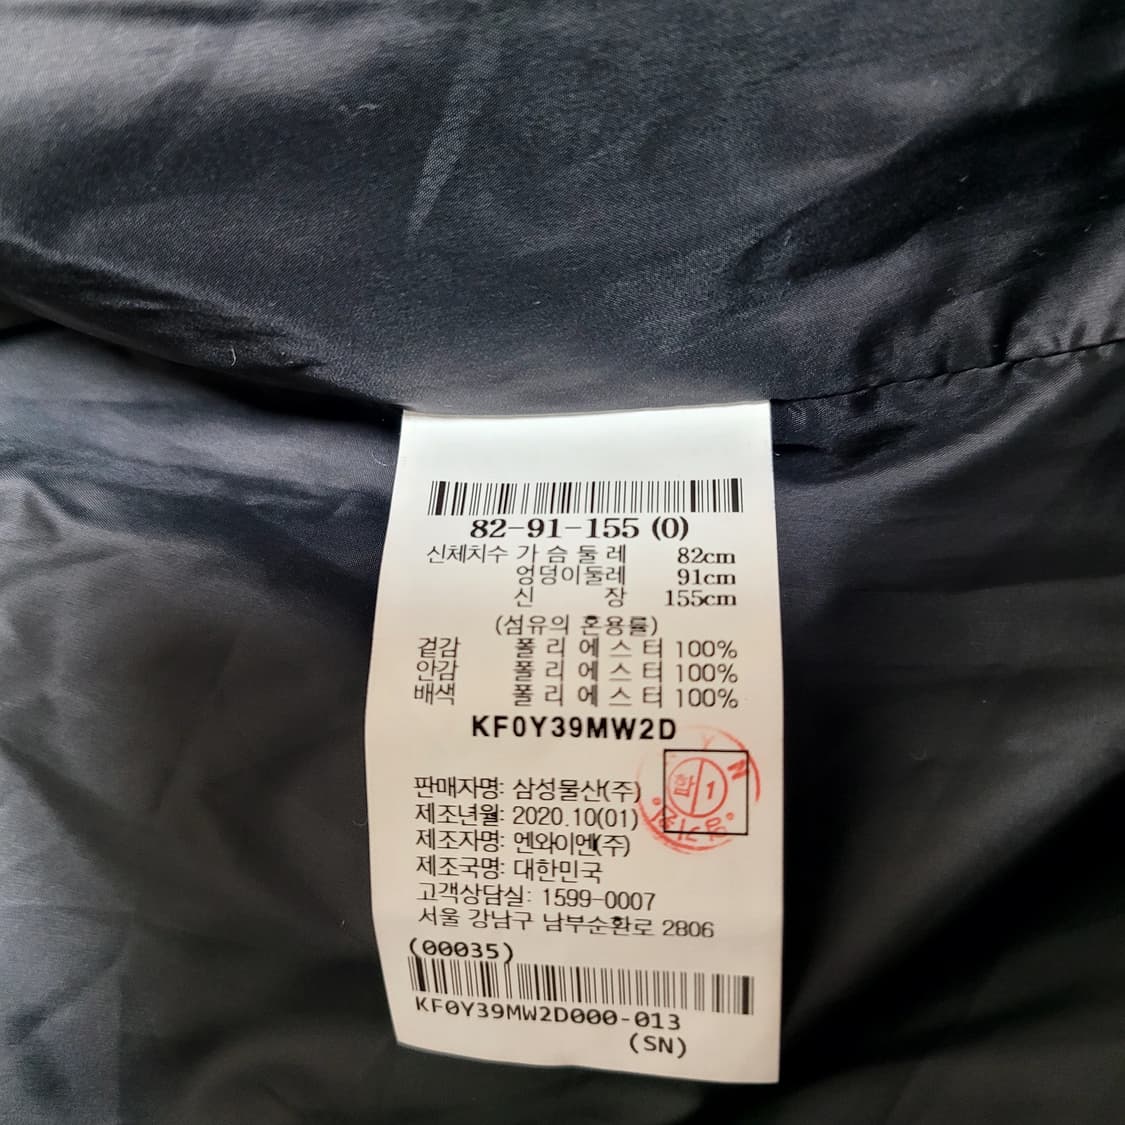 82-91-155 (0)
신체치수 가슴둘레 82cm
엉덩이둘레 91cm
신 장 155cm
(섬유의 혼용률)
겉감 폴리에스터 100%
안감 폴리에스터 100%
배색 폴리에스터 100%
KF0Y39MW2D
합 1
판매자명: 삼성물산(주)
제조년월: 2020.10(01)
제조자명: 엔와이엔(주)
제조국명: 대한민국
고객상담실: 1599-0007
서울 강남구 남부순환로 2806
(00035)
KF0Y39MW2D000-013
(SN)